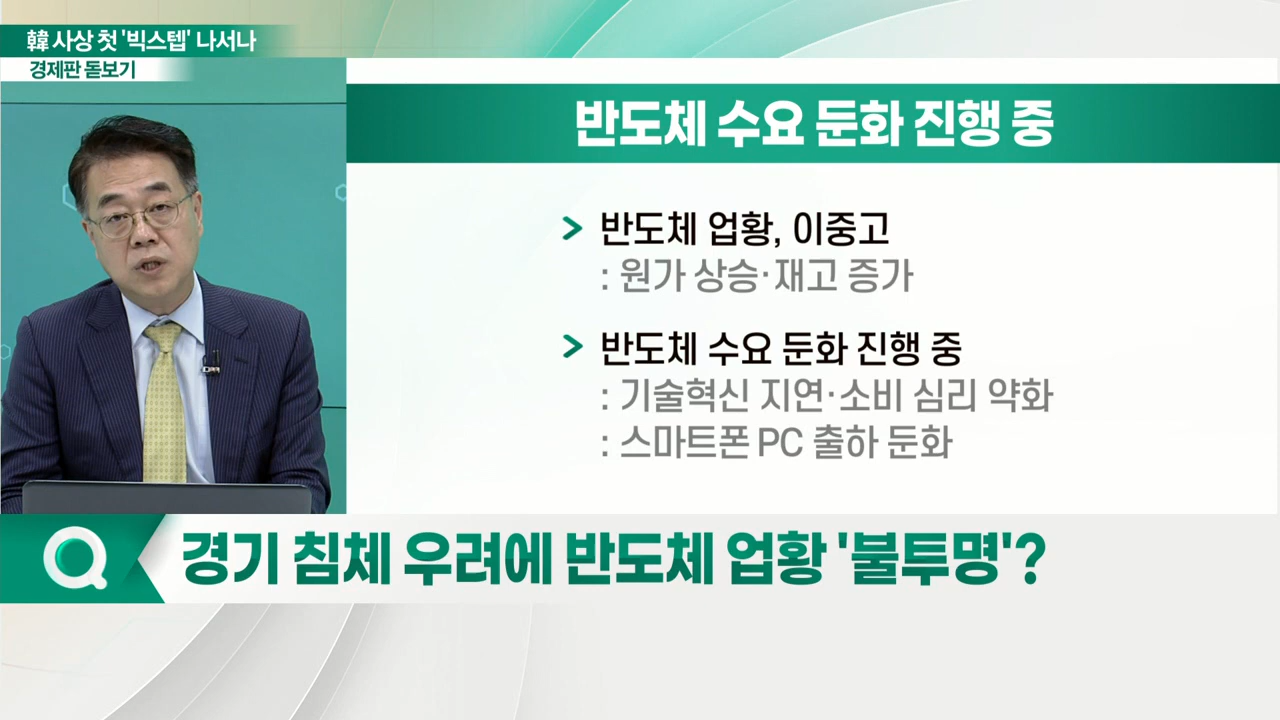 韓 사상 첫 '빅스텝' 나서나
경제판 돋보기
반도체 수요 둔화 진행 중
> 반도체 업황, 이중고
: 원가 상승·재고 증가
> 반도체 수요 둔화 진행 중
: 기술혁신 지연·소비 심리 약화
: 스마트폰 PC 출하 둔화
Q 경기 침체 우려에 반도체 업황 '불투명'?